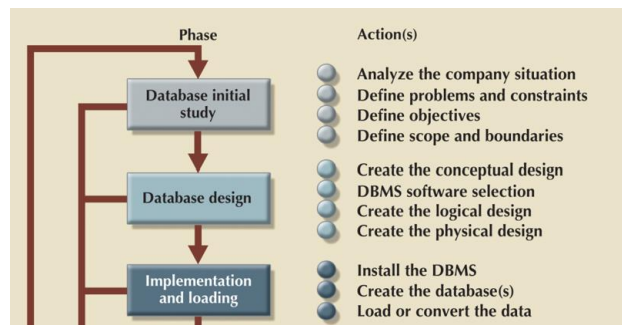 Phase
Action(s)
Database initial
study
Analyze the company situation
Define problems and constraints
Define objectives
Define scope and boundaries
Database design
Create the conceptual design
DBMS software selection
Create the logical design
Create the physical design
Implementation
and loading
Install the DBMS
Create the database(s)
Load or convert the data